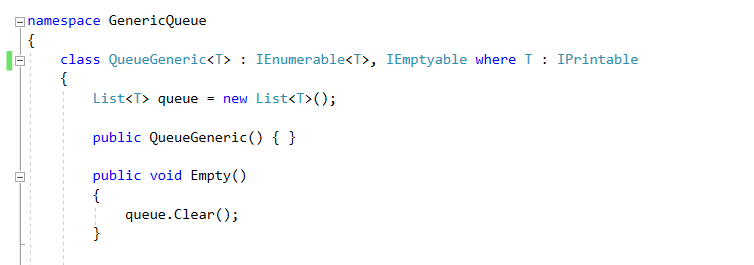 namespace GenericQueue
{
class QueueGeneric<T> : IEnumerable<T>, IEmptyable where T : IPrintable
{
List<T> queue = new List<T>();
public QueueGeneric() { }
public void Empty()
{
queue.Clear();
}